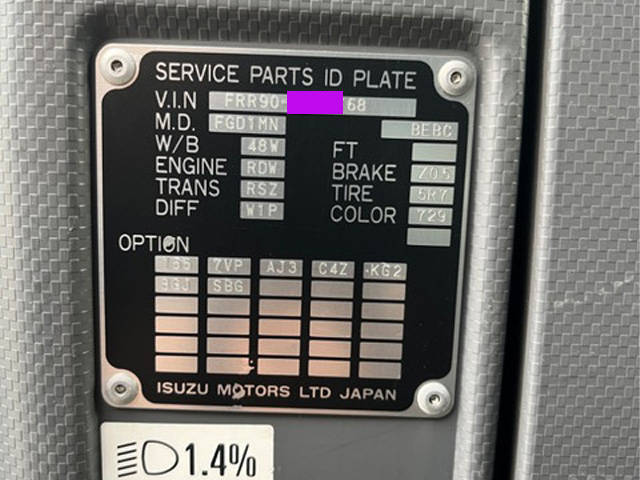 SERVICE PARTS ID PLATE
V.I.N FRR90- 68
M.D. FGD1MN BEBC
W/B 48W FT
ENGINE RDW BRAKE Z05
TRANS RSZ TIRE 5R7
DIFF W1P COLOR 729
OPTION
7VP AJ3 C4Z KG2
SBG
ISUZU MOTORS LTD JAPAN
1.4%